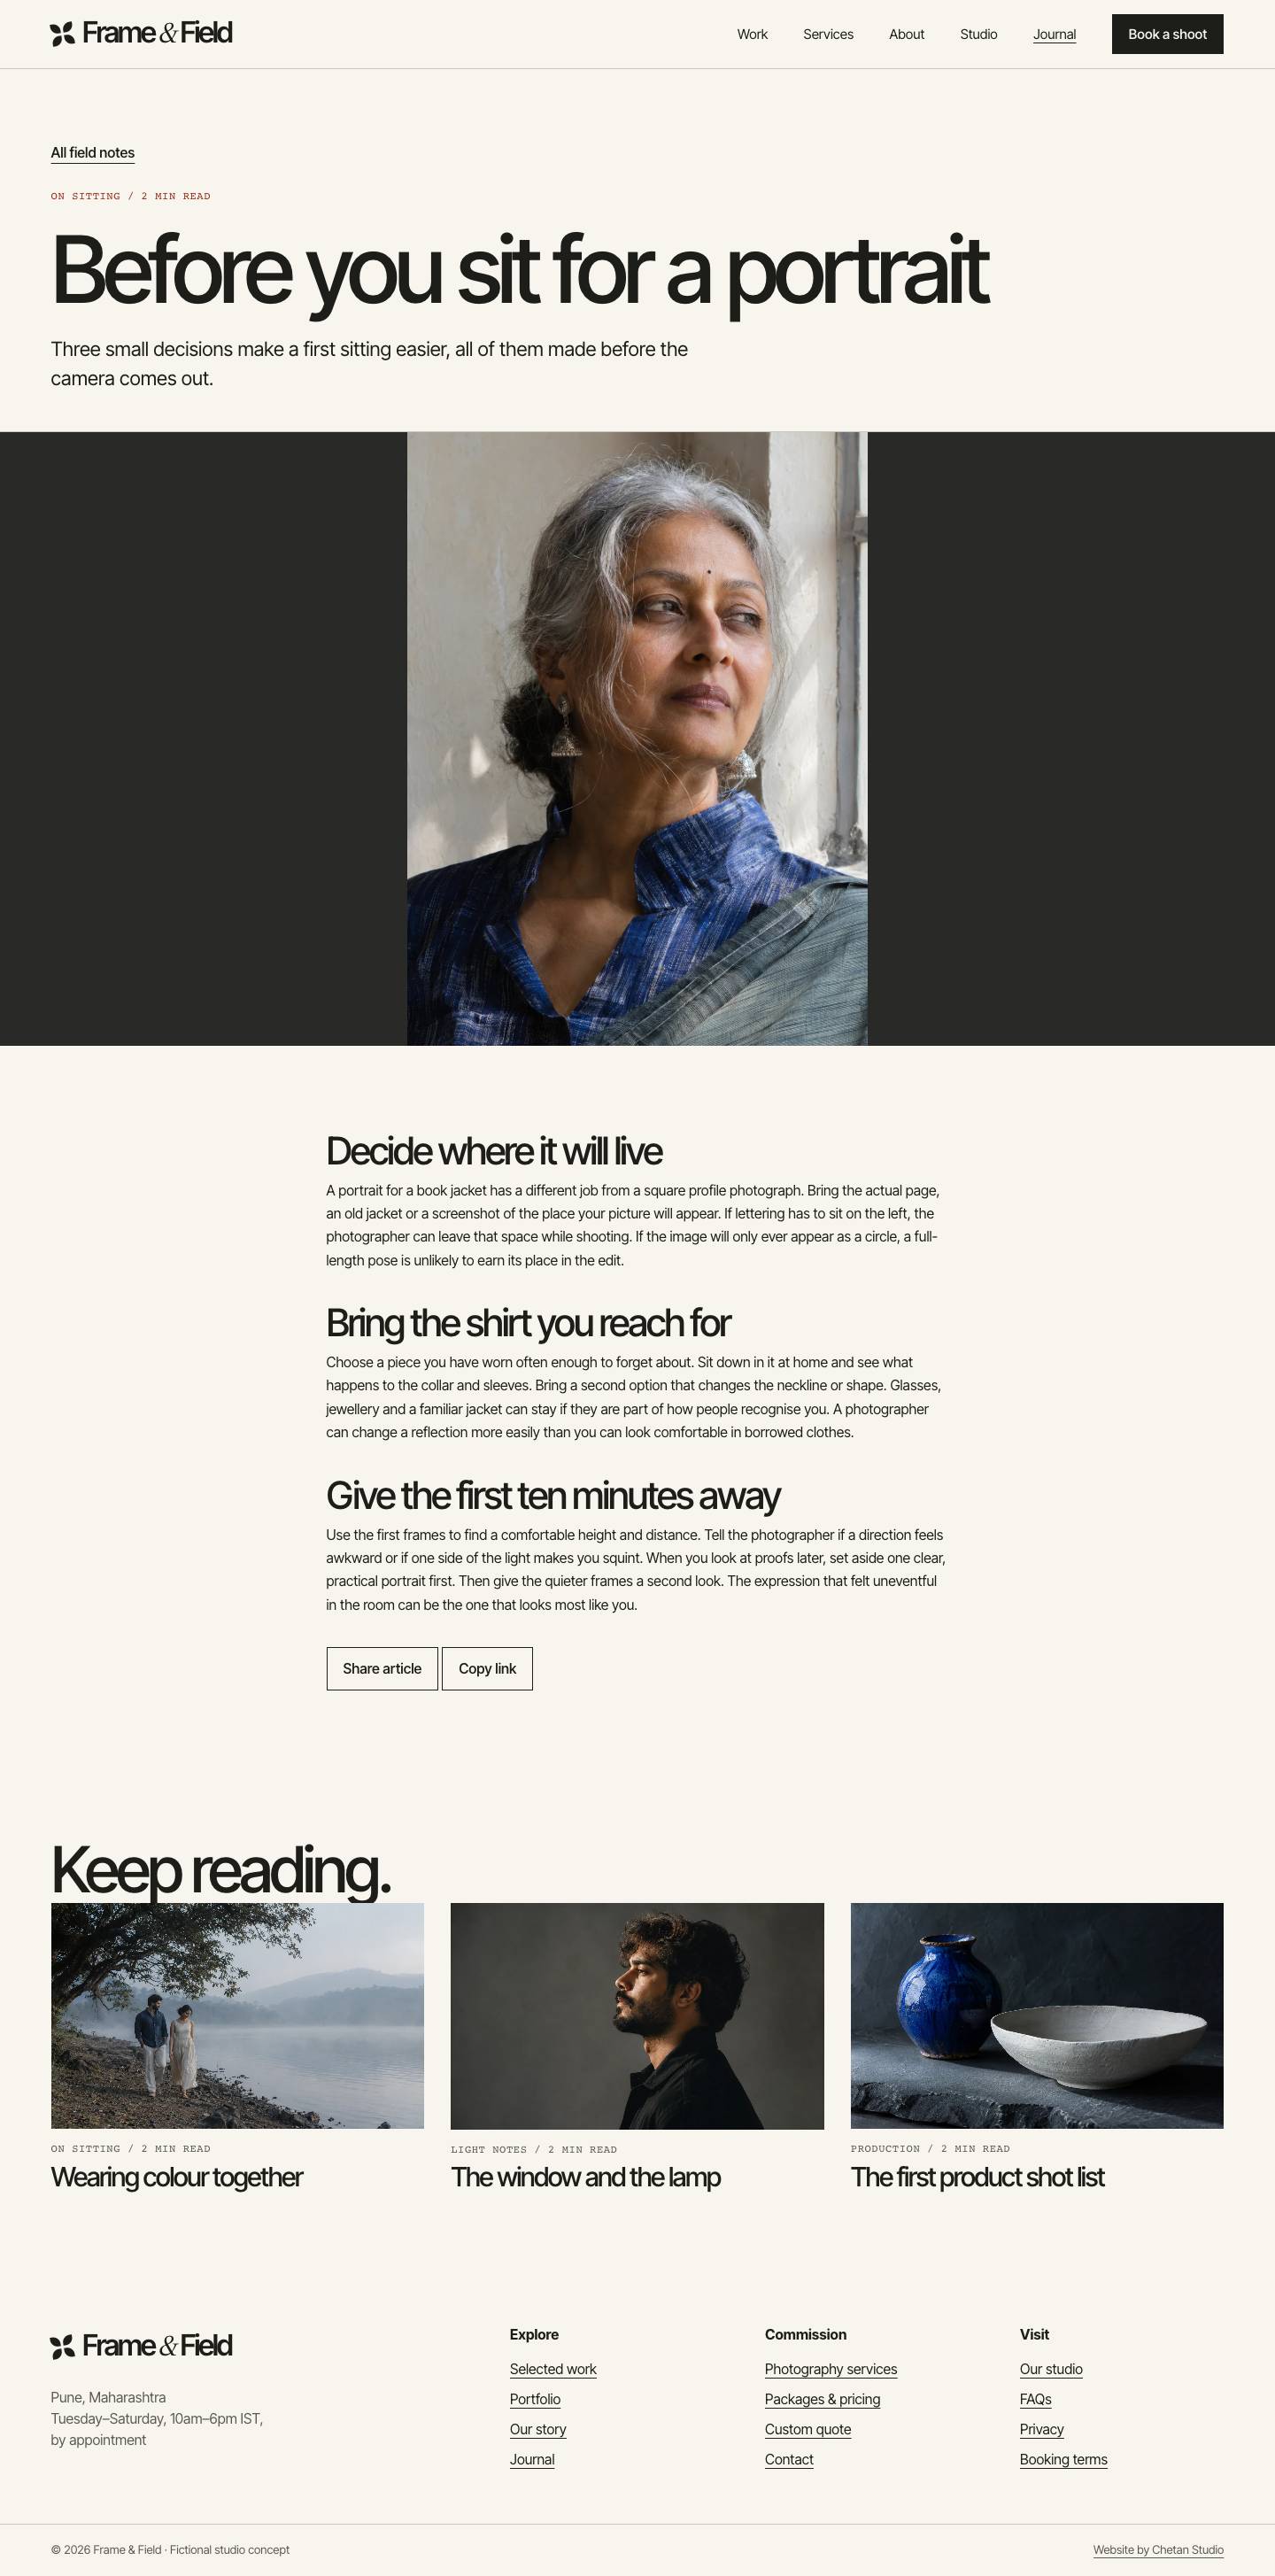 Frame & Field
Work
Services
About
Studio
Journal
Book a shoot
All field notes
ON SITTING / 2 MIN READ
Before you sit for a portrait
Three small decisions make a first sitting easier, all of them made before the
camera comes out.
Decide where it will live
A portrait for a book jacket has a different job from a square profile photograph. Bring the actual page,
an old jacket or a screenshot of the place your picture will appear. If lettering has to sit on the left, the
photographer can leave that space while shooting. If the image will only ever appear as a circle, a full-
length pose is unlikely to earn its place in the edit.
Bring the shirt you reach for
Choose a piece you have worn often enough to forget about. Sit down in it at home and see what
happens to the collar and sleeves. Bring a second option that changes the neckline or shape. Glasses,
jewellery and a familiar jacket can stay if they are part of how people recognise you. A photographer
can change a reflection more easily than you can look comfortable in borrowed clothes.
Give the first ten minutes away
Use the first frames to find a comfortable height and distance. Tell the photographer if a direction feels
awkward or if one side of the light makes you squint. When you look at proofs later, set aside one clear,
practical portrait first. Then give the quieter frames a second look. The expression that felt uneventful
in the room can be the one that looks most like you.
Share article
Copy link
Keep reading.
ON SITTING / 2 MIN READ
Wearing colour together
LIGHT NOTES / 2 MIN READ
The window and the lamp
PRODUCTION / 2 MIN READ
The first product shot list
Frame & Field
Pune, Maharashtra
Tuesday–Saturday, 10am–6pm IST,
by appointment
Explore
Selected work
Portfolio
Our story
Journal
Commission
Photography services
Packages & pricing
Custom quote
Contact
Visit
Our studio
FAQs
Privacy
Booking terms
© 2026 Frame & Field · Fictional studio concept
Website by Chetan Studio